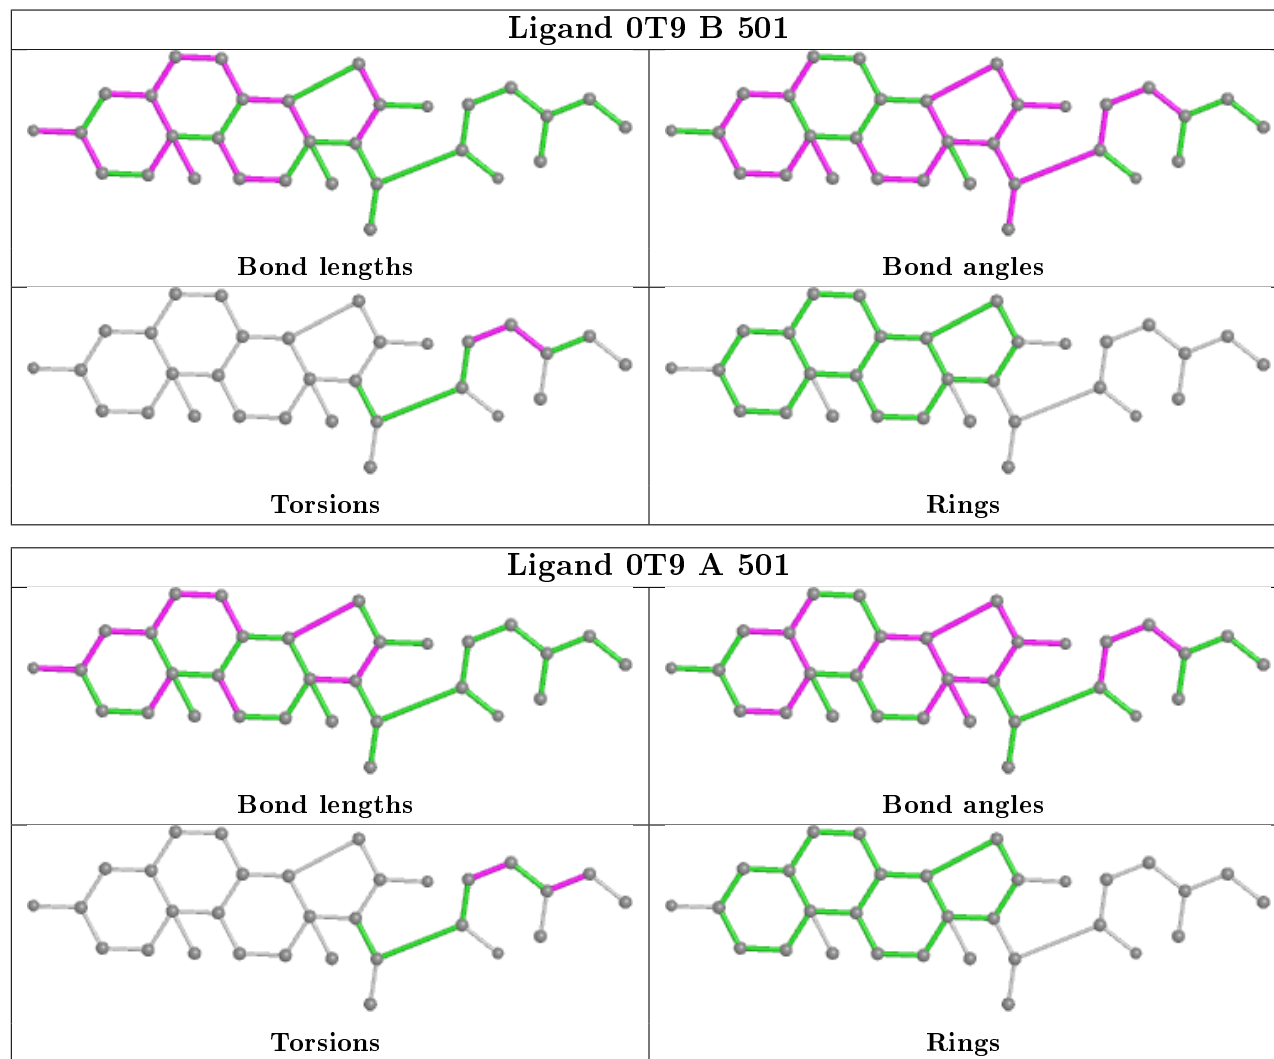 Ligand 0T9 B 501
Bond lengths
Bond angles
Torsions
Rings
Ligand 0T9 A 501
Bond lengths
Bond angles
Torsions
Rings